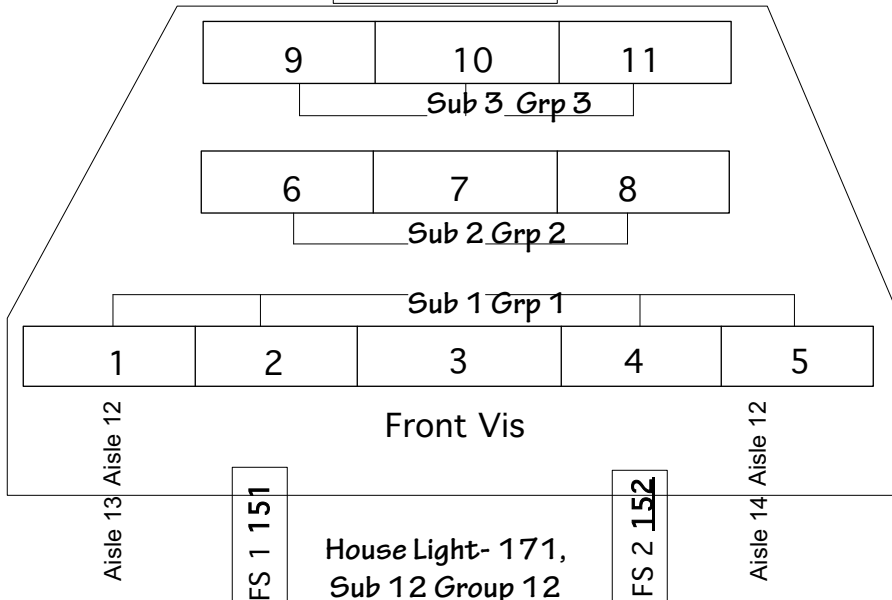 9 10 11
Sub 3 Grp 3
6 7 8
Sub 2 Grp 2
Sub 1 Grp 1
1 2 3 4 5
Front Vis
Aisle 13 Aisle 12
FS 1 151
House Light- 171,
Sub 12 Group 12
FS 2 152
Aisle 14 Aisle 12